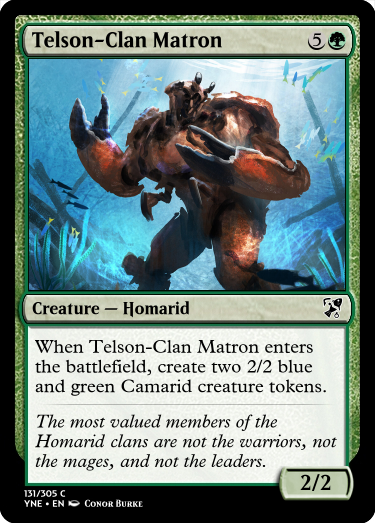 Telson-Clan Matron 5
Creature — Homarid
When Telson-Clan Matron enters
the battlefield, create two 2/2 blue
and green Camarid creature tokens.
The most valued members of the
Homarid clans are not the warriors, not
the mages, and not the leaders.
2/2
131/305 C
YNE • EN Conor Burke